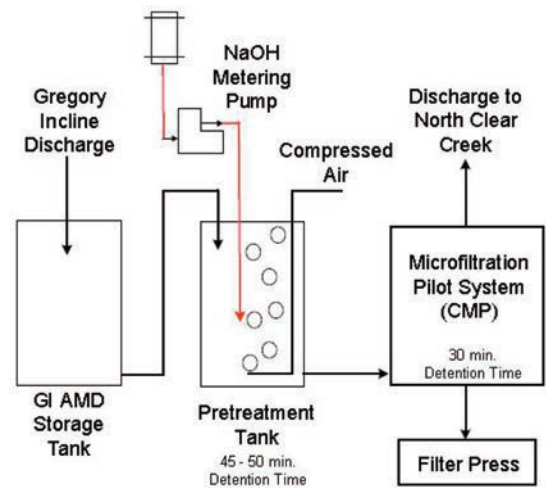 NaOH
Metering
Pump
Gregory
Incline
Discharge
Compressed
Air
Discharge to
North Clear
Creek
Microfiltration
Pilot System
(CMP)
30 min.
Detention Time
GI AMD
Storage
Tank
Pretreatment
Tank
45 - 50 min.
Detention Time
Filter Press